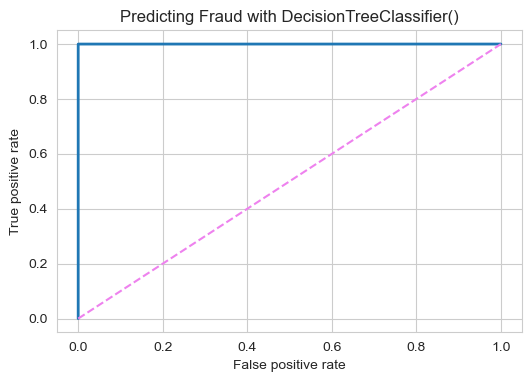 Predicting Fraud with DecisionTreeClassifier()
True positive rate
1.0
0.8
0.6
0.4
0.2
0.0
0.0 0.2 0.4 0.6 0.8 1.0
False positive rate